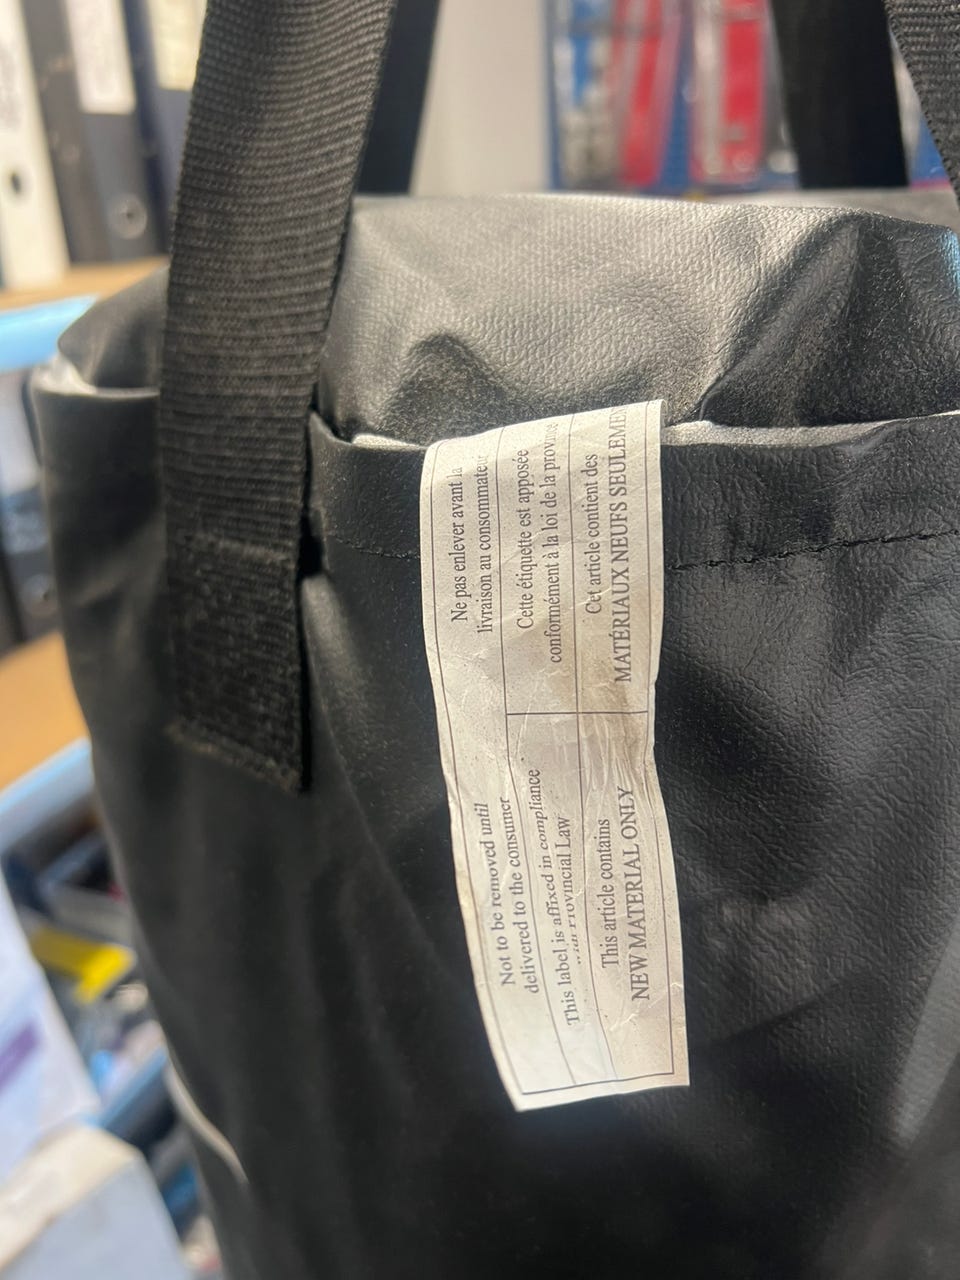 Ne pas enlever avant la
livraison au consommateur
Cette étiquette est apposée
conformément à la loi de la province
Cet article contient des
MATÉRIAUX NEUFS SEULEMEN
Not to be removed until
delivered to the consumer
This label is affixed in compliance
with Provincial Law
This article contains
NEW MATERIAL ONLY